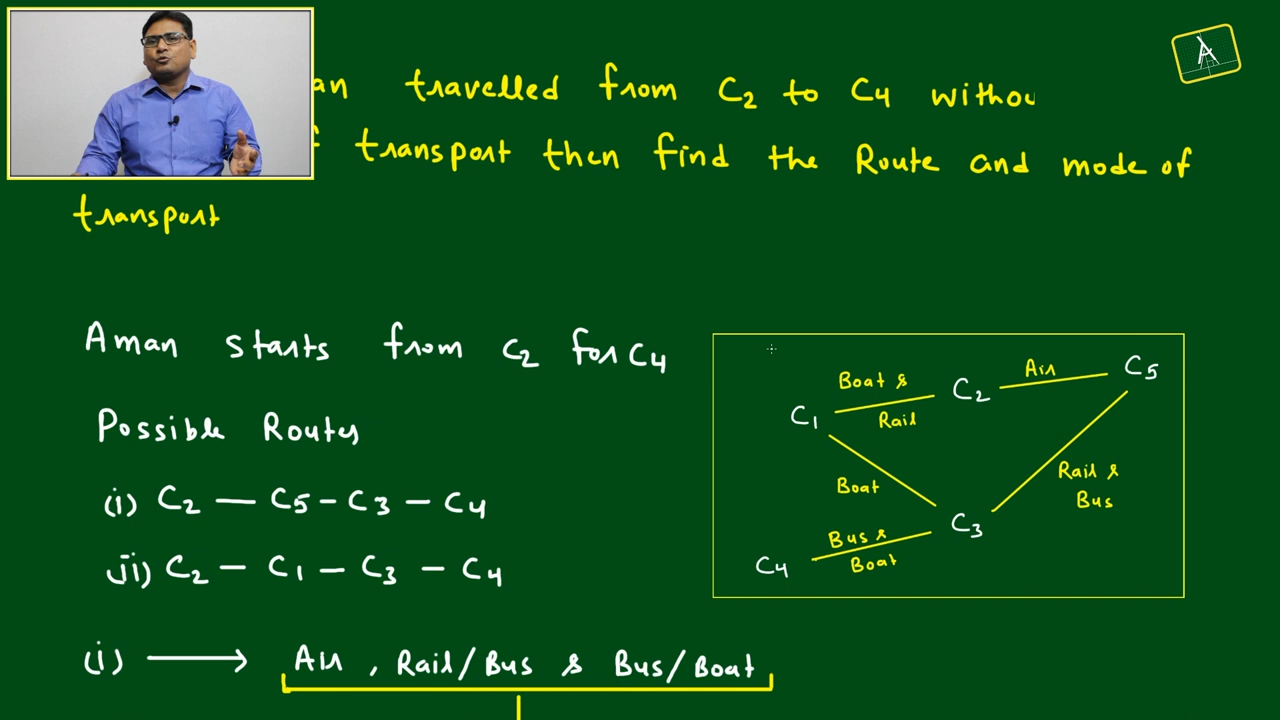 A
an travelled from C2 to C4 withou
f transport then find the Route and mode of
transport
Aman starts from C2 for C4
Possible Routes
(i) C2 — C5 - C3 — C4
(ii) C2 — C1 — C3 — C4
(i) ⟶ Air , Rail/Bus & Bus/Boat
Boat &
Rail
Air
C1
C2
C5
Boat
Rail &
Bus
C3
Bus &
Boat
C4